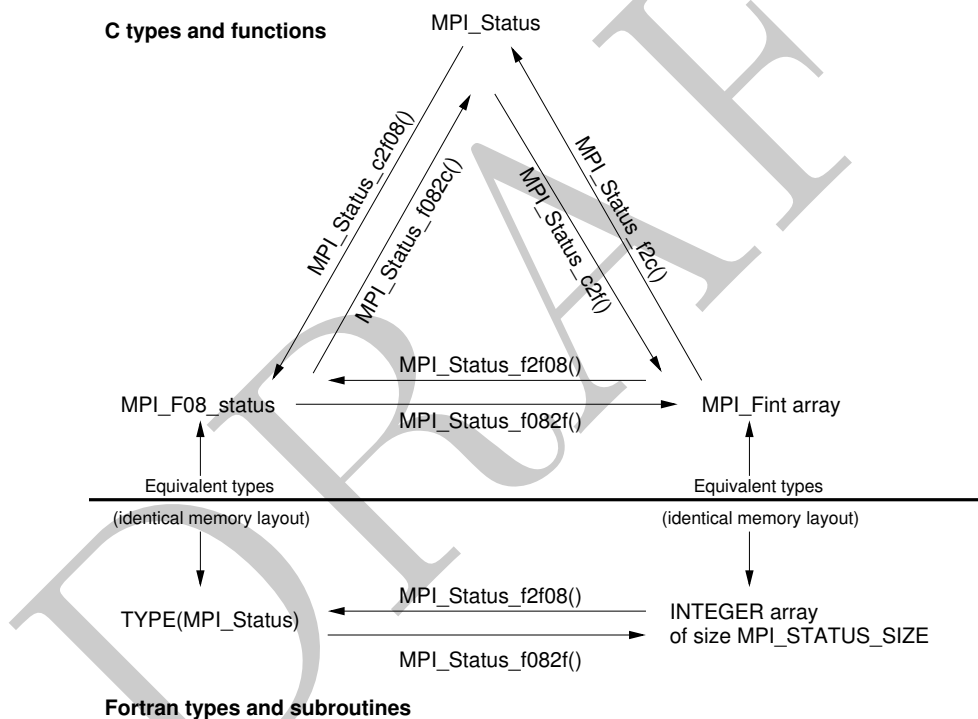 C types and functions
MPI_Status
MPI_Status_c2f08()
MPI_Status_f082c()
MPI_Status_c2f()
MPI_Status_f2c()
MPI_Status_f2f08()
MPI_F08_status
MPI_Fint array
MPI_Status_f082f()
Equivalent types
Equivalent types
(identical memory layout)
(identical memory layout)
MPI_Status_f2f08()
TYPE(MPI_Status)
INTEGER array
of size MPI_STATUS_SIZE
MPI_Status_f082f()
Fortran types and subroutines
DRAF